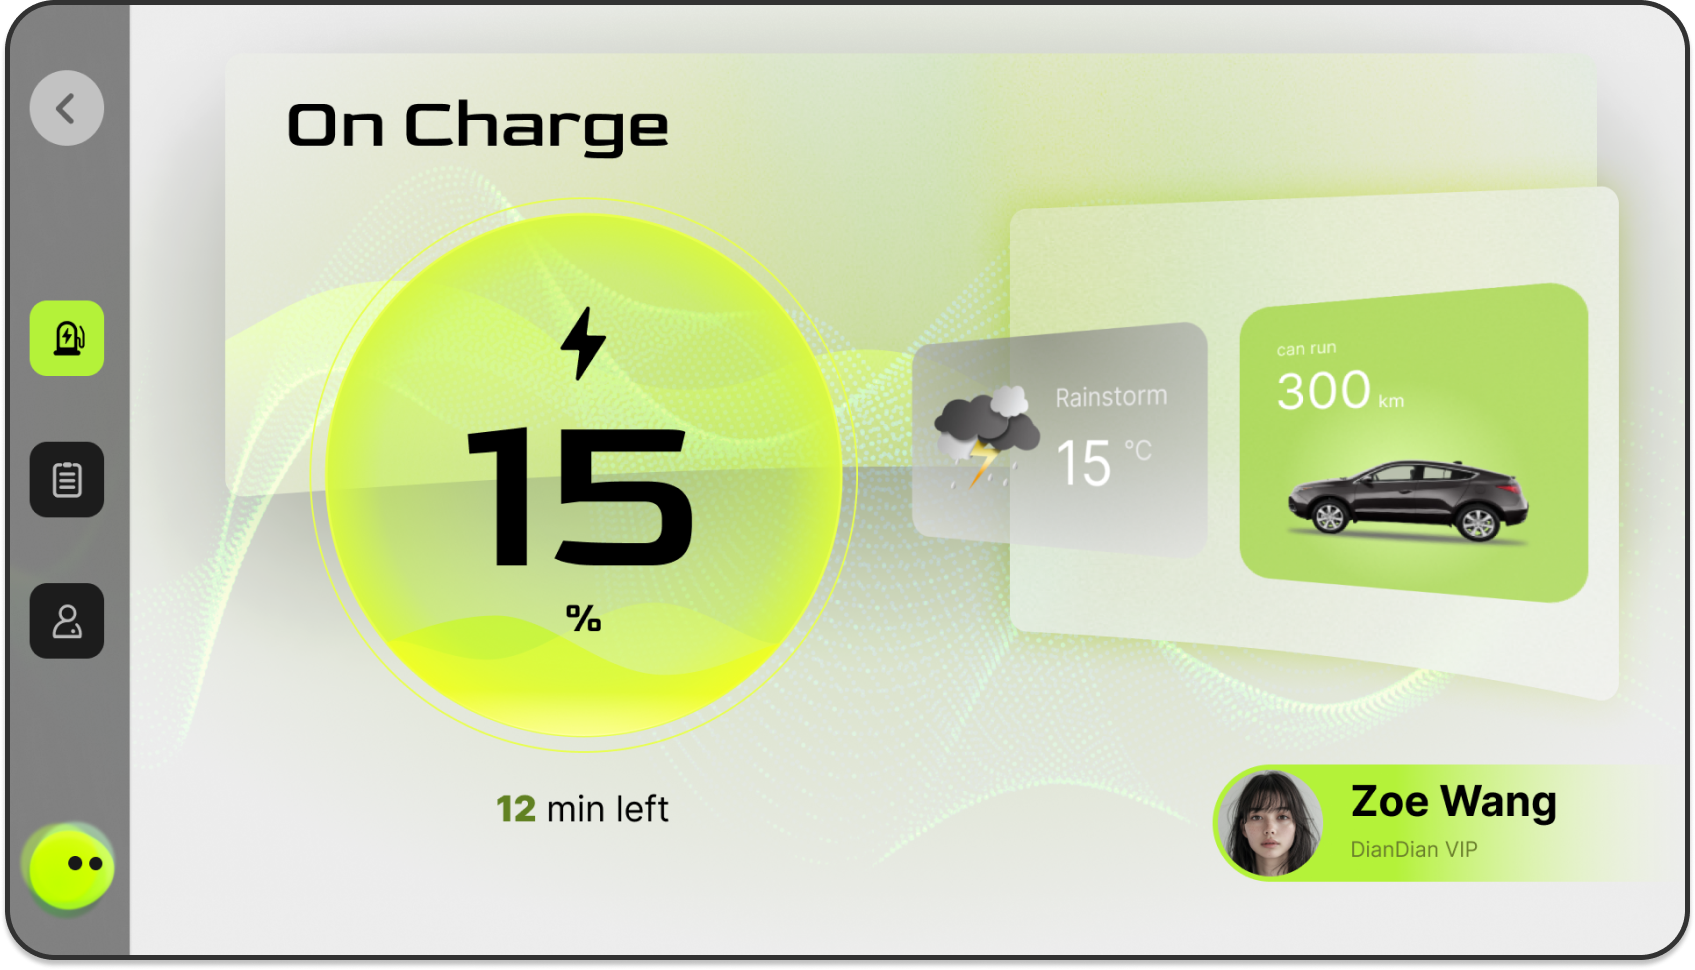 On Charge
15
%
12 min left
Rainstorm
15 °C
can run
300 km
Zoe Wang
DianDian VIP